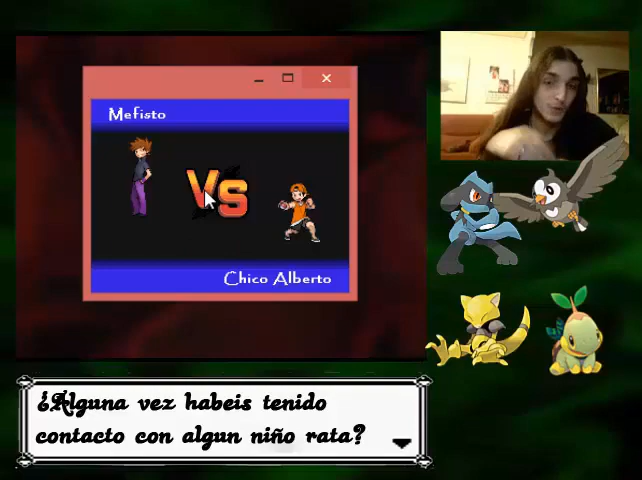 Mefisto
VS
Chico Alberto
¿Alguna vez habeis tenido
contacto con algun niño rata?